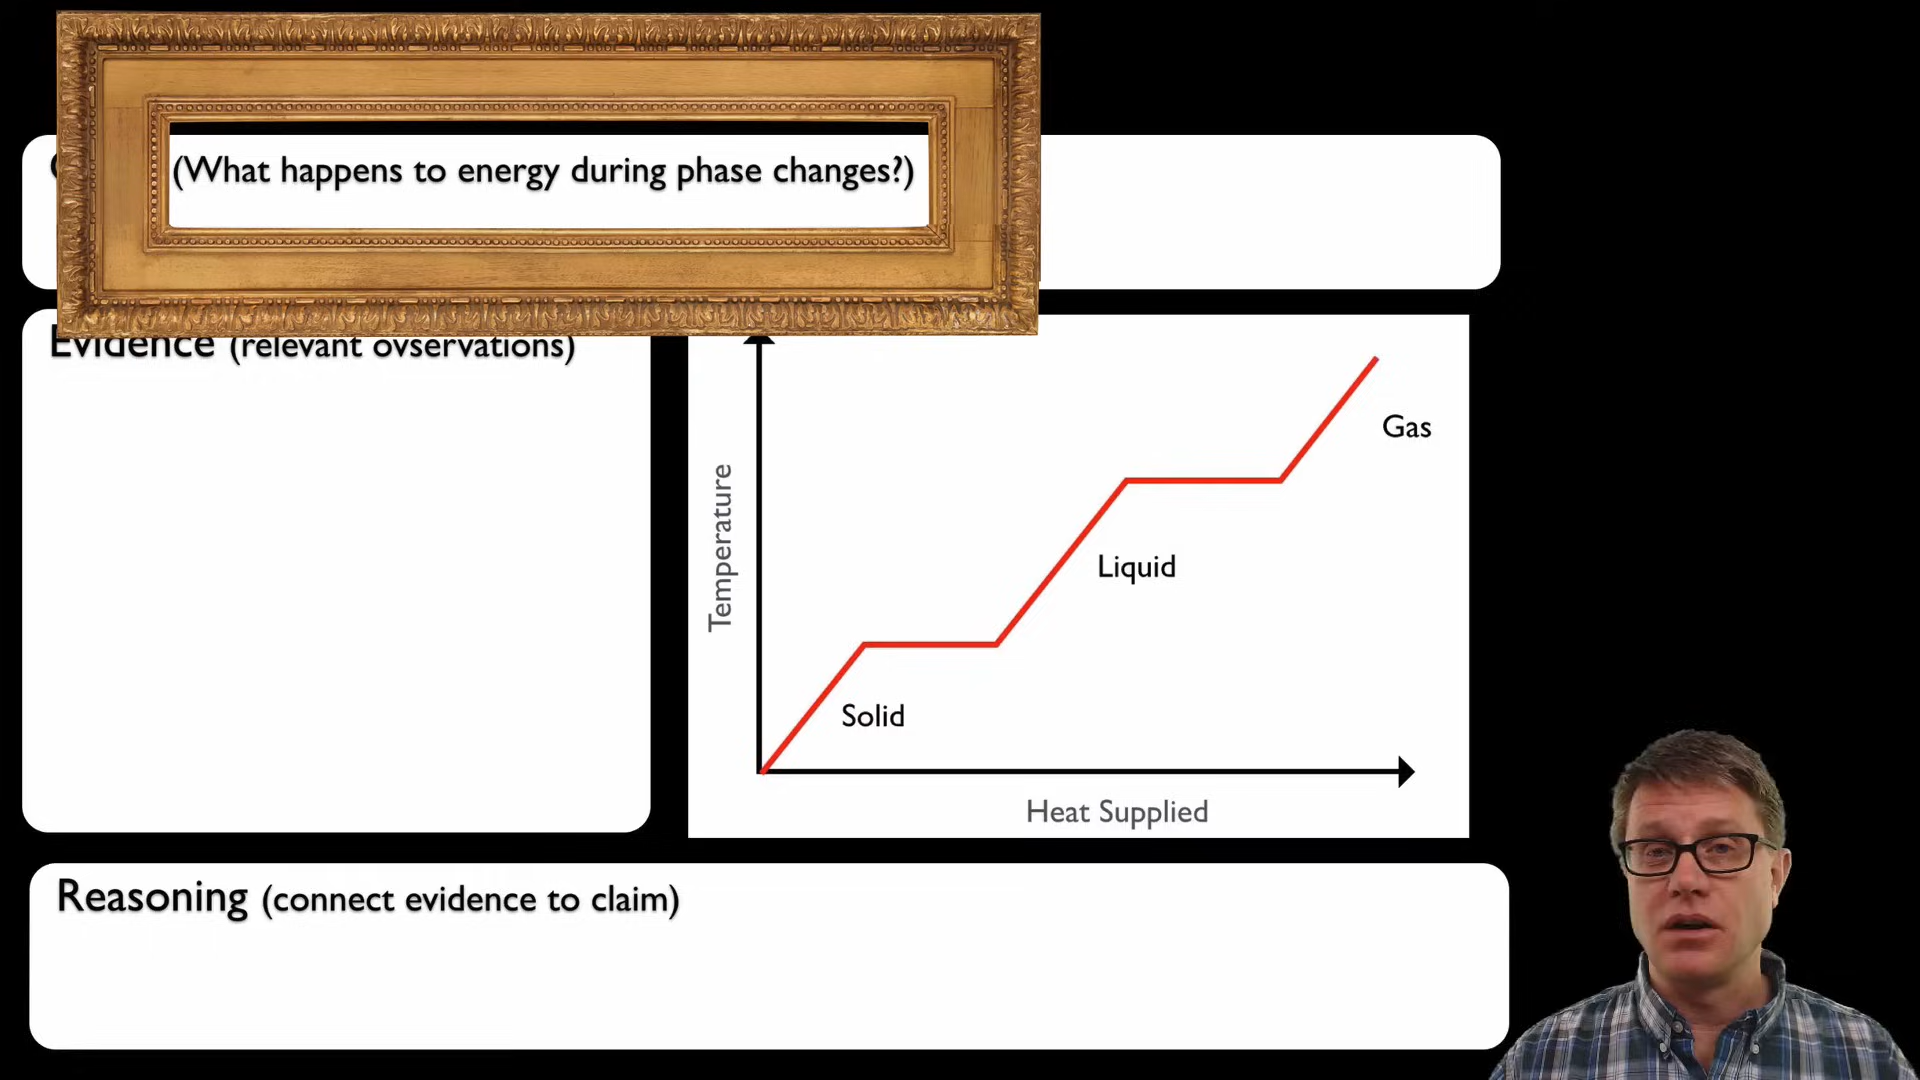 (What happens to energy during phase changes?)
Evidence (relevant ovservations)
Temperature
Gas
Liquid
Solid
Heat Supplied
Reasoning (connect evidence to claim)